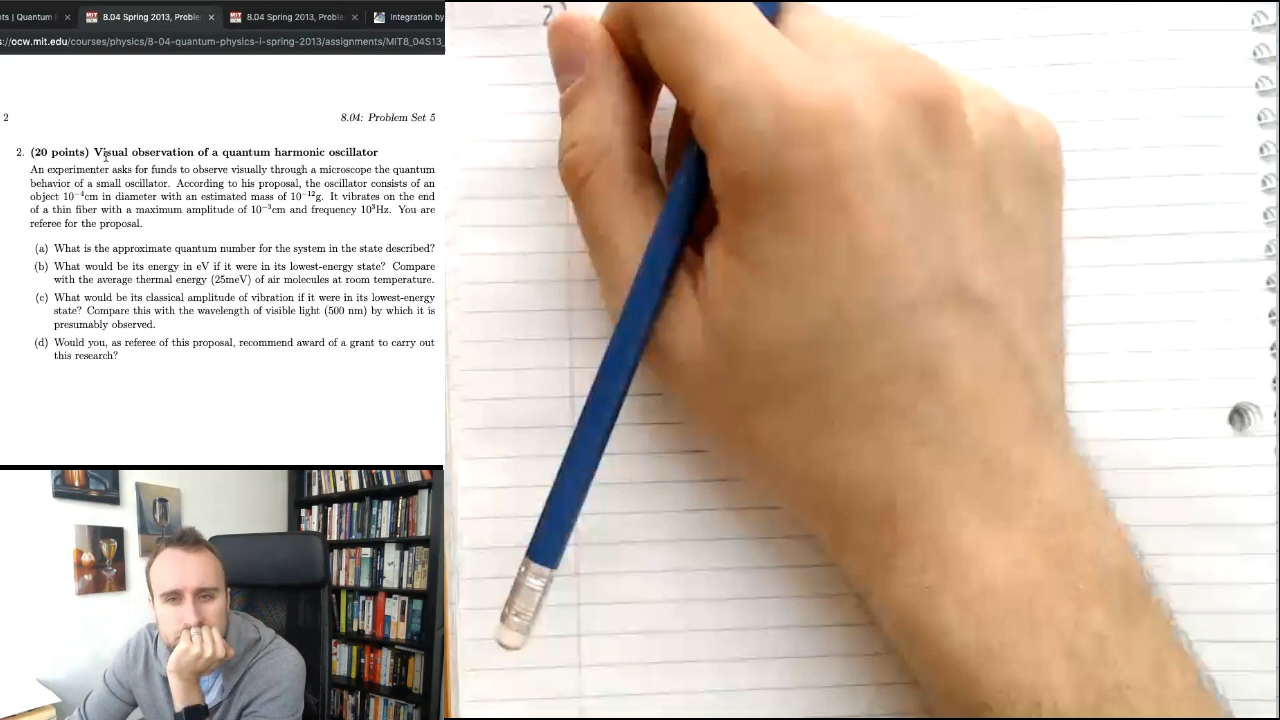 ts | Quantum
8.04 Spring 2013, Proble
8.04 Spring 2013, Proble
Integration by
://ocw.mit.edu/courses/physics/8-04-quantum-physics-i-spring-2013/assignments/MIT8_04S13_
2
8.04: Problem Set 5
2. (20 points) Visual observation of a quantum harmonic oscillator
An experimenter asks for funds to observe visually through a microscope the quantum
behavior of a small oscillator. According to his proposal, the oscillator consists of an
object 10⁻⁴cm in diameter with an estimated mass of 10⁻¹²g. It vibrates on the end
of a thin fiber with a maximum amplitude of 10⁻³cm and frequency 10³Hz. You are
referee for the proposal.
(a) What is the approximate quantum number for the system in the state described?
(b) What would be its energy in eV if it were in its lowest-energy state? Compare
with the average thermal energy (25meV) of air molecules at room temperature.
(c) What would be its classical amplitude of vibration if it were in its lowest-energy
state? Compare this with the wavelength of visible light (500 nm) by which it is
presumably observed.
(d) Would you, as referee of this proposal, recommend award of a grant to carry out
this research?
2